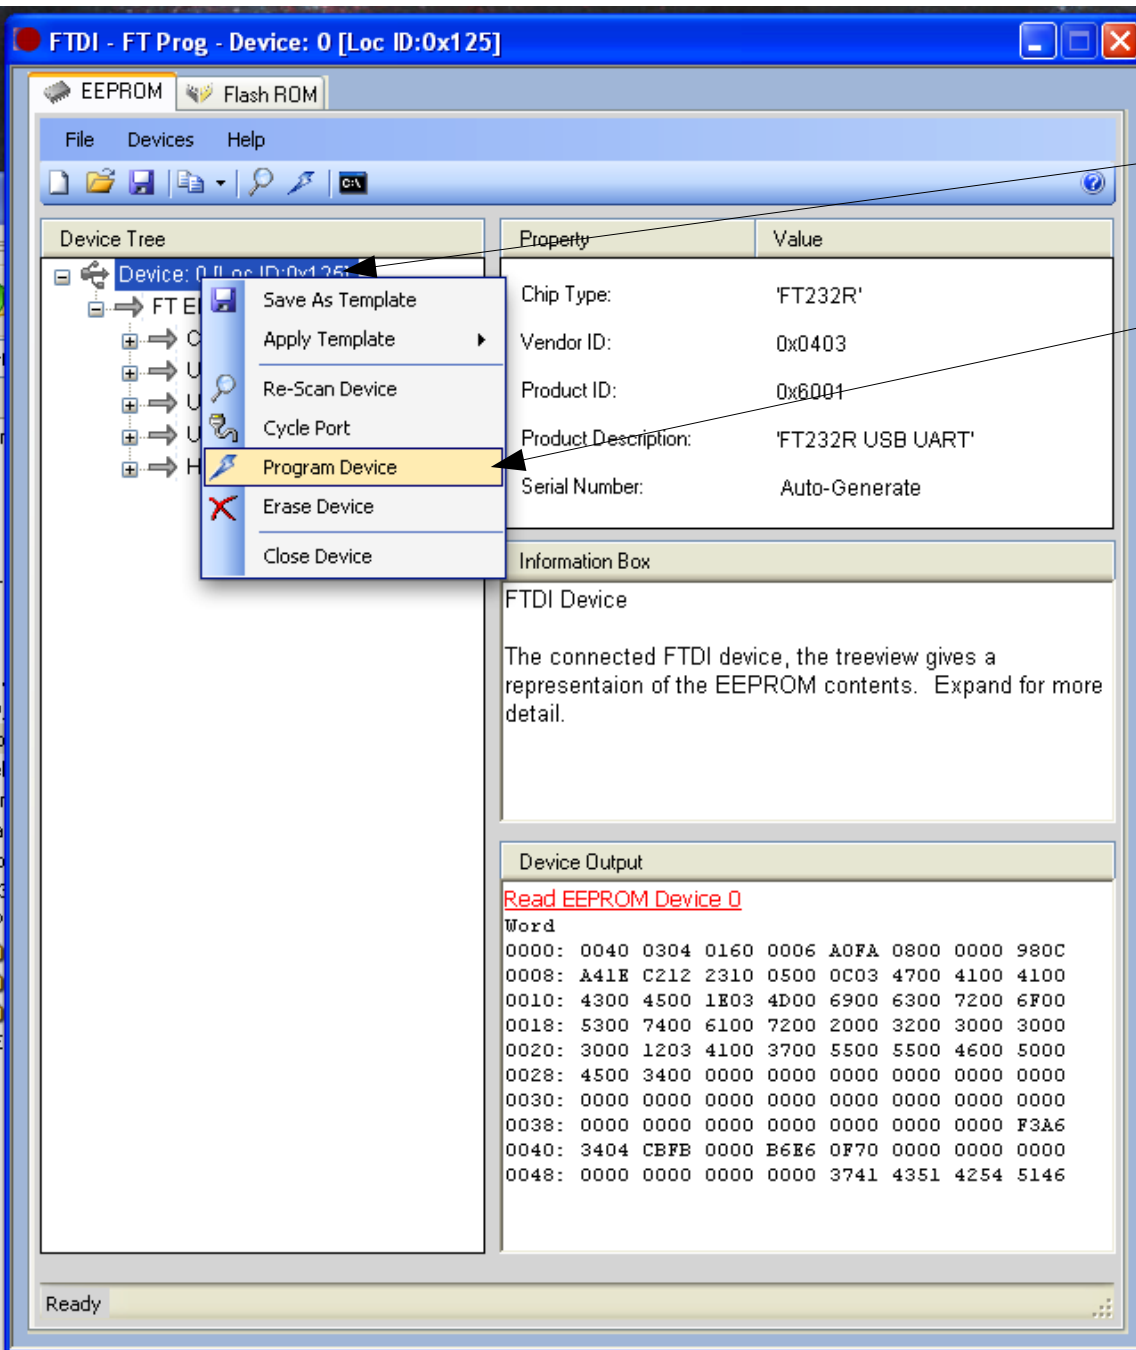 FTDI - FT Prog - Device: 0 [Loc ID:0x125]
EEPROM Flash ROM
File Devices Help
C:\
Device Tree
Property Value
Device: 0 [Loc ID:0x125]
FT
Save As Template
Apply Template
Re-Scan Device
Cycle Port
Program Device
Erase Device
Close Device
Chip Type: 'FT232R'
Vendor ID: 0x0403
Product ID: 0x6001
Product Description: 'FT232R USB UART'
Serial Number: Auto-Generate
Information Box
FTDI Device
The connected FTDI device, the treeview gives a
representaion of the EEPROM contents. Expand for more
detail.
Device Output
Read EEPROM Device 0
Word
0000: 0040 0304 0160 0006 A0FA 0800 0000 980C
0008: A41E C212 2310 0500 0C03 4700 4100 4100
0010: 4300 4500 1E03 4D00 6900 6300 7200 6F00
0018: 5300 7400 6100 7200 2000 3200 3000 3000
0020: 3000 1203 4100 3700 5500 5500 4600 5000
0028: 4500 3400 0000 0000 0000 0000 0000 0000
0030: 0000 0000 0000 0000 0000 0000 0000 0000
0038: 0000 0000 0000 0000 0000 0000 0000 F3A6
0040: 3404 CBFB 0000 B6E6 0F70 0000 0000 0000
0048: 0000 0000 0000 0000 3741 4351 4254 5146
Ready